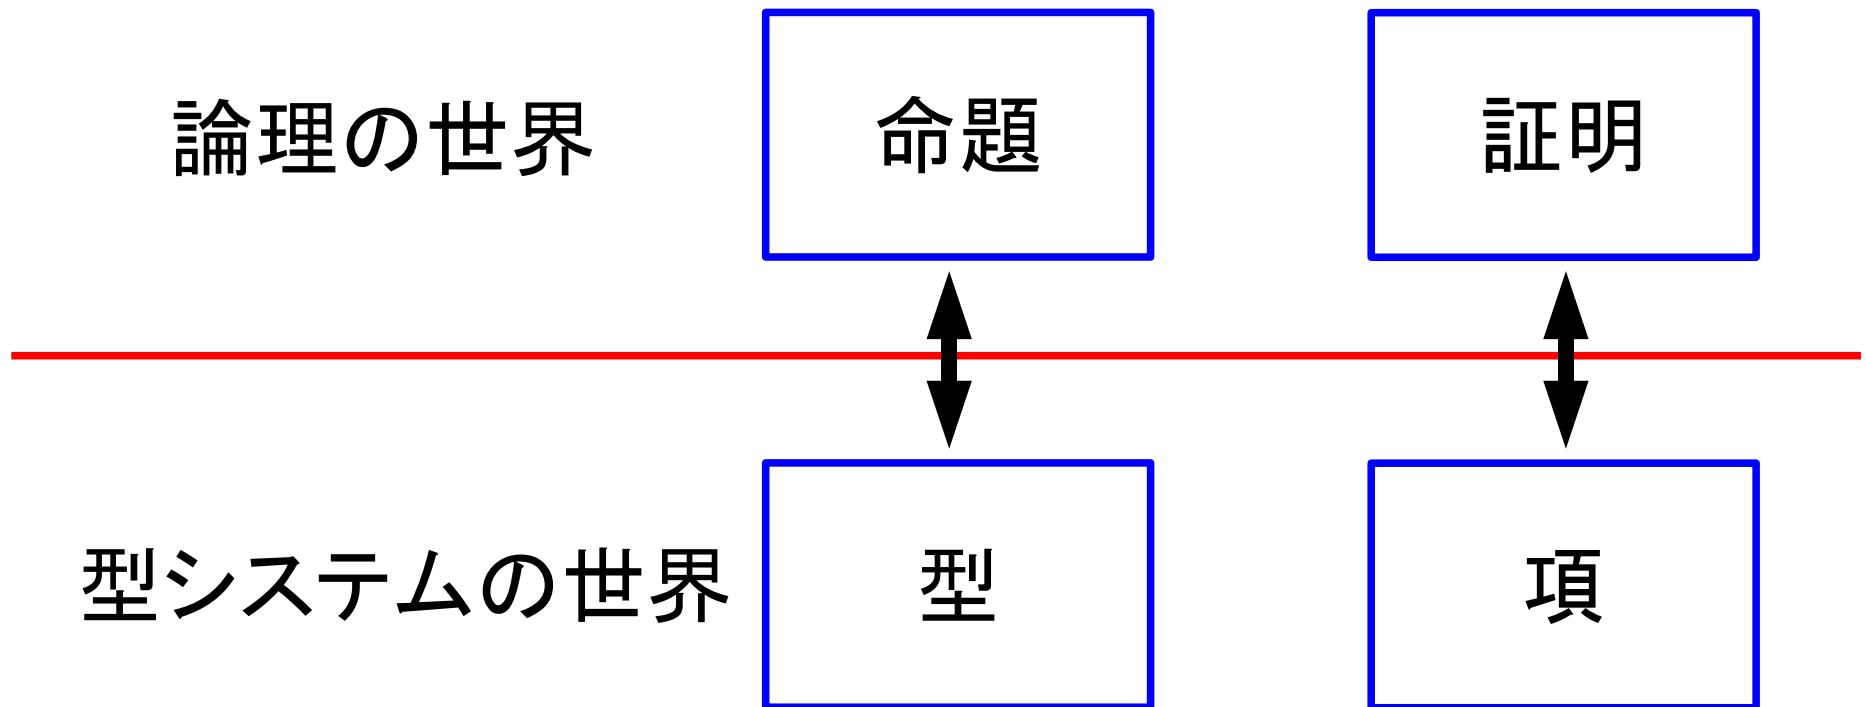 論理の世界
命題
証明
型システムの世界
型
項